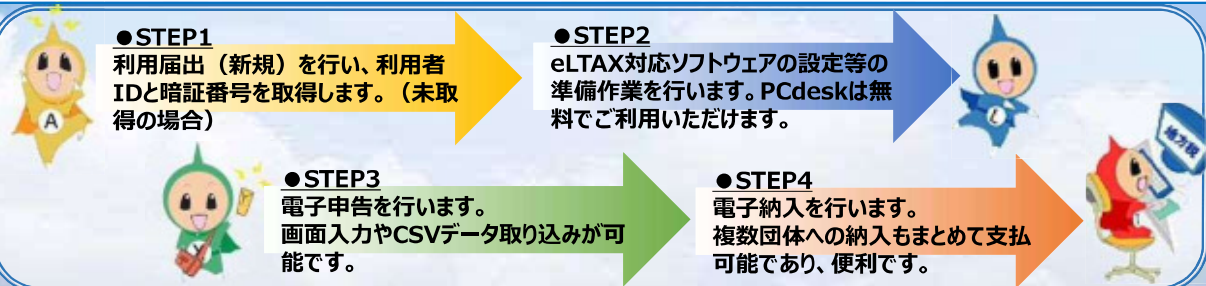 ●STEP1
利用届出（新規）を行い、利用者
IDと暗証番号を取得します。（未取
得の場合）
A
●STEP2
eLTAX対応ソフトウェアの設定等の
準備作業を行います。PCdeskは無
料でご利用いただけます。
し
●STEP3
電子申告を行います。
画面入力やCSVデータ取り込みが可
能です。
●STEP4
電子納入を行います。
複数団体への納入もまとめて支払
可能であり、便利です。
地方税